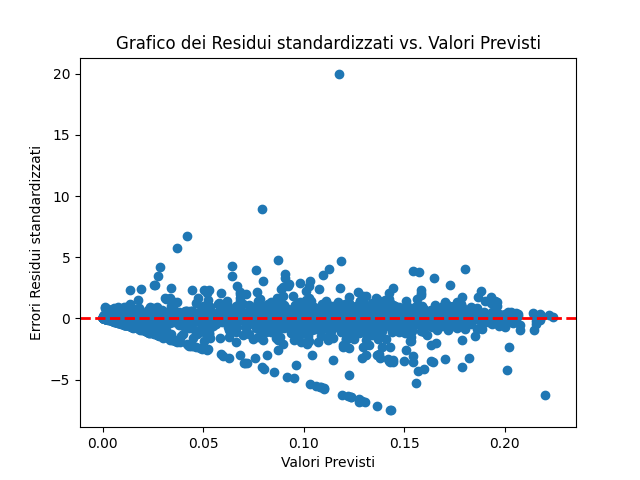 Grafico dei Residui standardizzati vs. Valori Previsti
Errori Residui standardizzati
20
15
10
5
0
−5
0.00 0.05 0.10 0.15 0.20
Valori Previsti